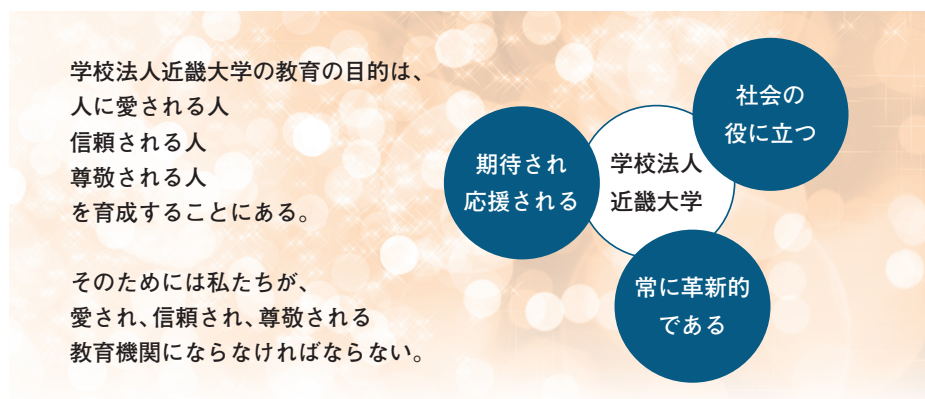 学校法人近畿大学の教育の目的は、
人に愛される人
信頼される人
尊敬される人
を育成することにある。
そのためには私たちが、
愛され、信頼され、尊敬される
教育機関にならなければならない。
期待され
応援される
学校法人
近畿大学
社会の
役に立つ
常に革新的
である